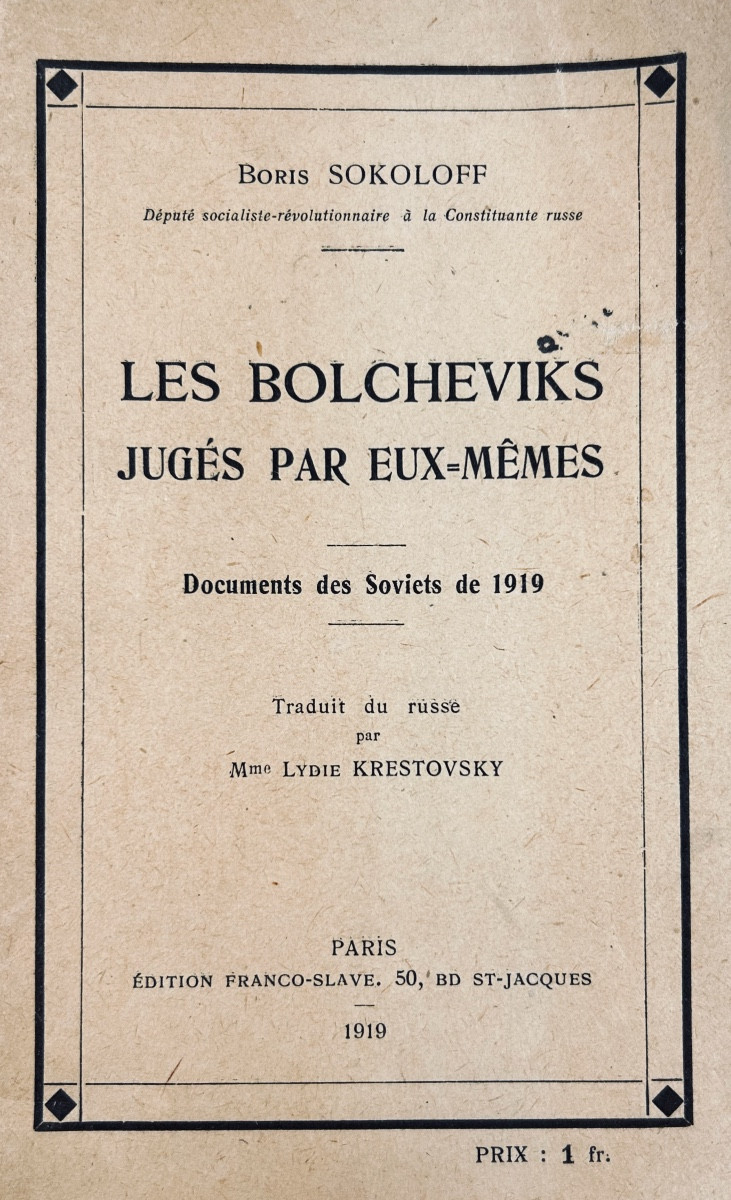 Boris SOKOLOFF
Député socialiste-révolutionnaire à la Constituante russe
LES BOLCHEVIKS
JUGÉS PAR EUX=MÊMES
Documents des Soviets de 1919
Traduit du russe
par
Mme Lydie KRESTOVSKY
PARIS
ÉDITION FRANCO-SLAVE. 50, BD ST-JACQUES
1919
PRIX : 1 fr.